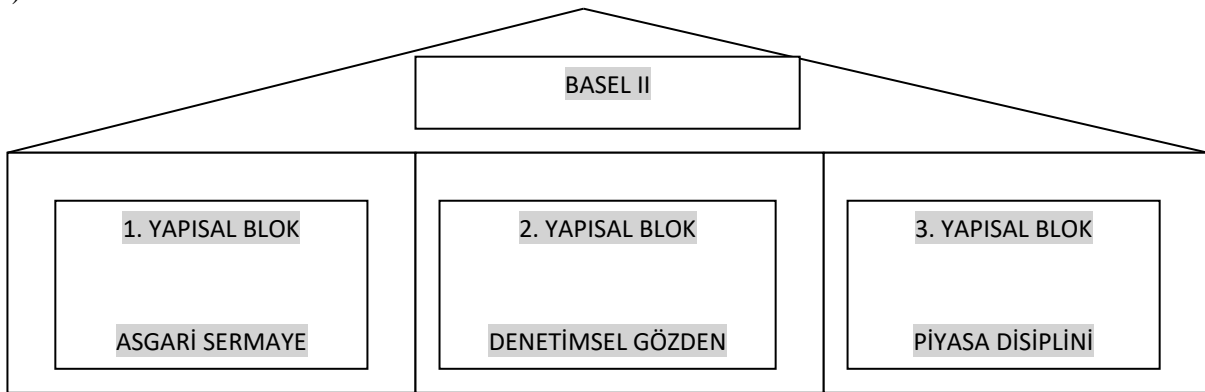 )
BASEL II
1. YAPISAL BLOK
ASGARİ SERMAYE
2. YAPISAL BLOK
DENETİMSEL GÖZDEN
3. YAPISAL BLOK
PİYASA DİSİPLİNİ